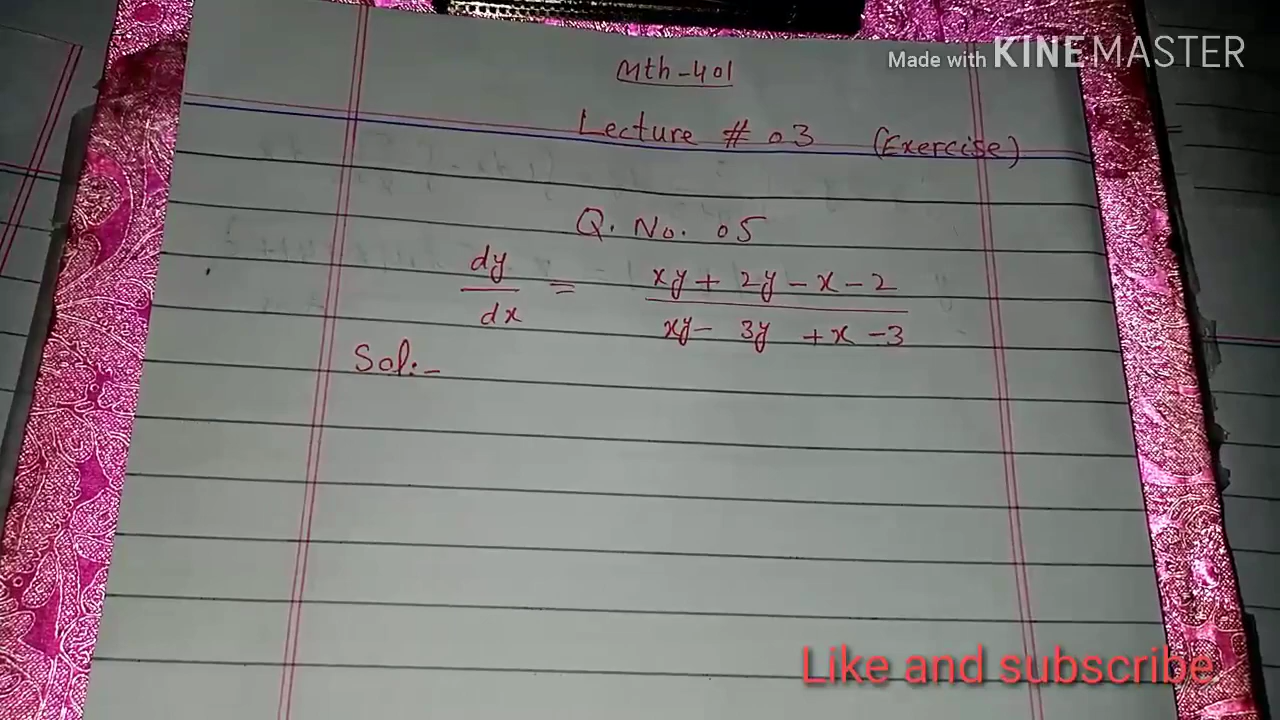 Made with KINEMASTER
Mth-401
Lecture # 03 (Exercise)
Q. No. 05
dy/dx = xy + 2y - x - 2 / xy - 3y + x - 3
Sol:-
Like and subscribe